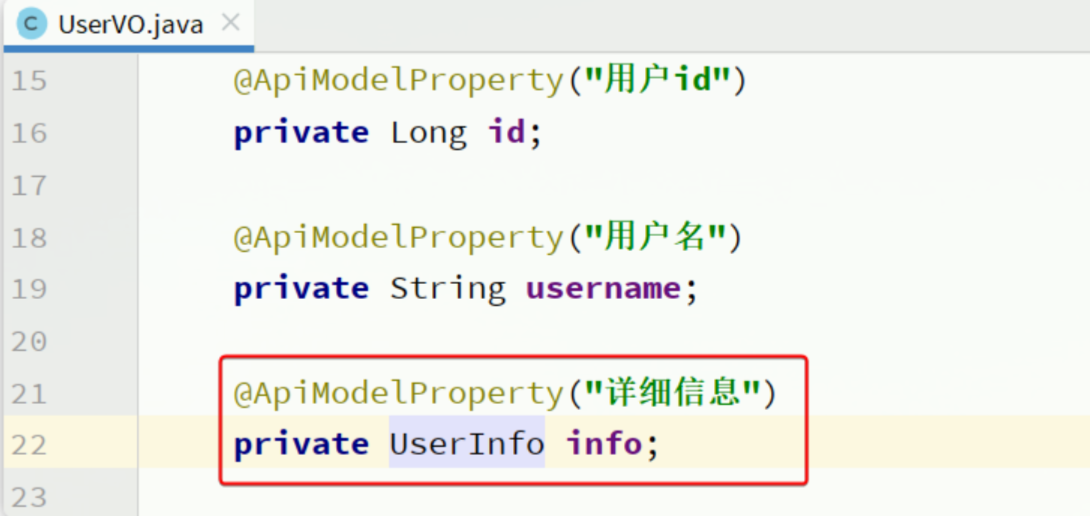 UserVO.java
15 @ApiModelProperty("用户id")
16 private Long id;
17
18 @ApiModelProperty("用户名")
19 private String username;
20
21 @ApiModelProperty("详细信息")
22 private UserInfo info;
23